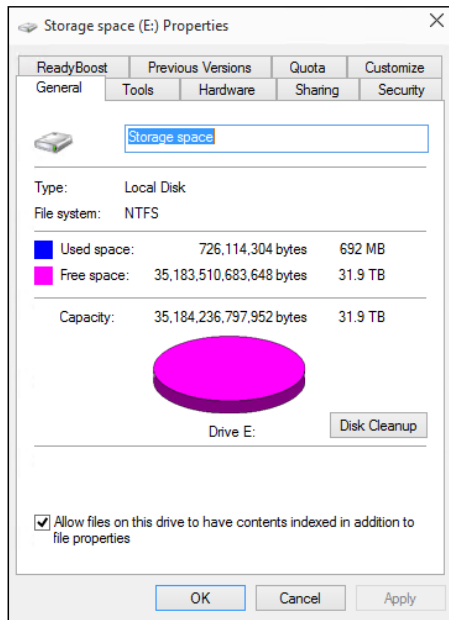 Storage space (E:) Properties
ReadyBoost Previous Versions Quota Customize
General Tools Hardware Sharing Security
Storage space
Type: Local Disk
File system: NTFS
Used space: 726,114,304 bytes 692 MB
Free space: 35,183,510,683,648 bytes 31.9 TB
Capacity: 35,184,236,797,952 bytes 31.9 TB
Drive E:
Disk Cleanup
Allow files on this drive to have contents indexed in addition to
file properties
OK Cancel Apply